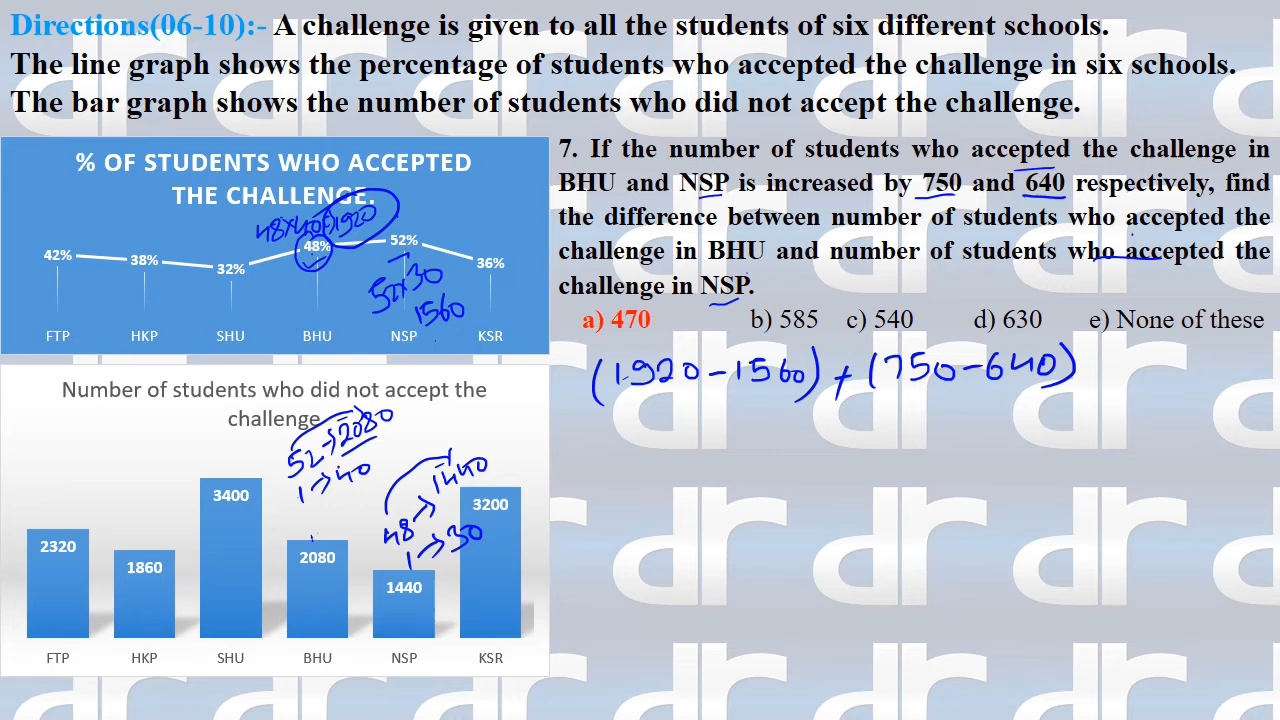 Directions(06-10):- A challenge is given to all the students of six different schools.
The line graph shows the percentage of students who accepted the challenge in six schools.
The bar graph shows the number of students who did not accept the challenge.
% OF STUDENTS WHO ACCEPTED
THE CHALLENGE.
48×40=1920
42%
38%
32%
48%
52%
36%
52×30
1560
FTP HKP SHU BHU NSP KSR
Number of students who did not accept the
challenge
52→2080
1→40
48→1440
1→30
2320
1860
3400
2080
1440
3200
FTP HKP SHU BHU NSP KSR
7. If the number of students who accepted the challenge in
BHU and NSP is increased by 750 and 640 respectively, find
the difference between number of students who accepted the
challenge in BHU and number of students who accepted the
challenge in NSP.
a) 470 b) 585 c) 540 d) 630 e) None of these
(1920-1560)+(750-640)
dr